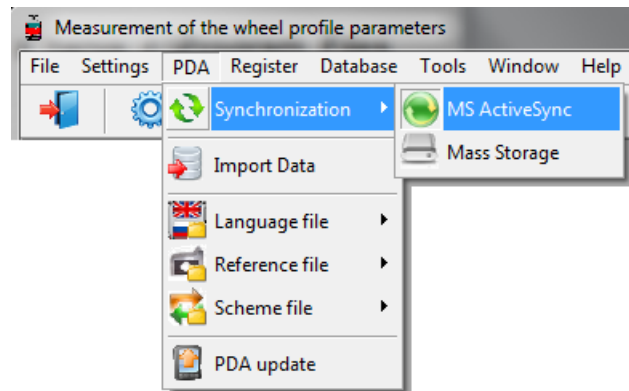 Measurement of the wheel profile parameters
File Settings PDA Register Database Tools Window Help
Synchronization MS ActiveSync
Mass Storage
Import Data
Language file
Reference file
Scheme file
PDA update